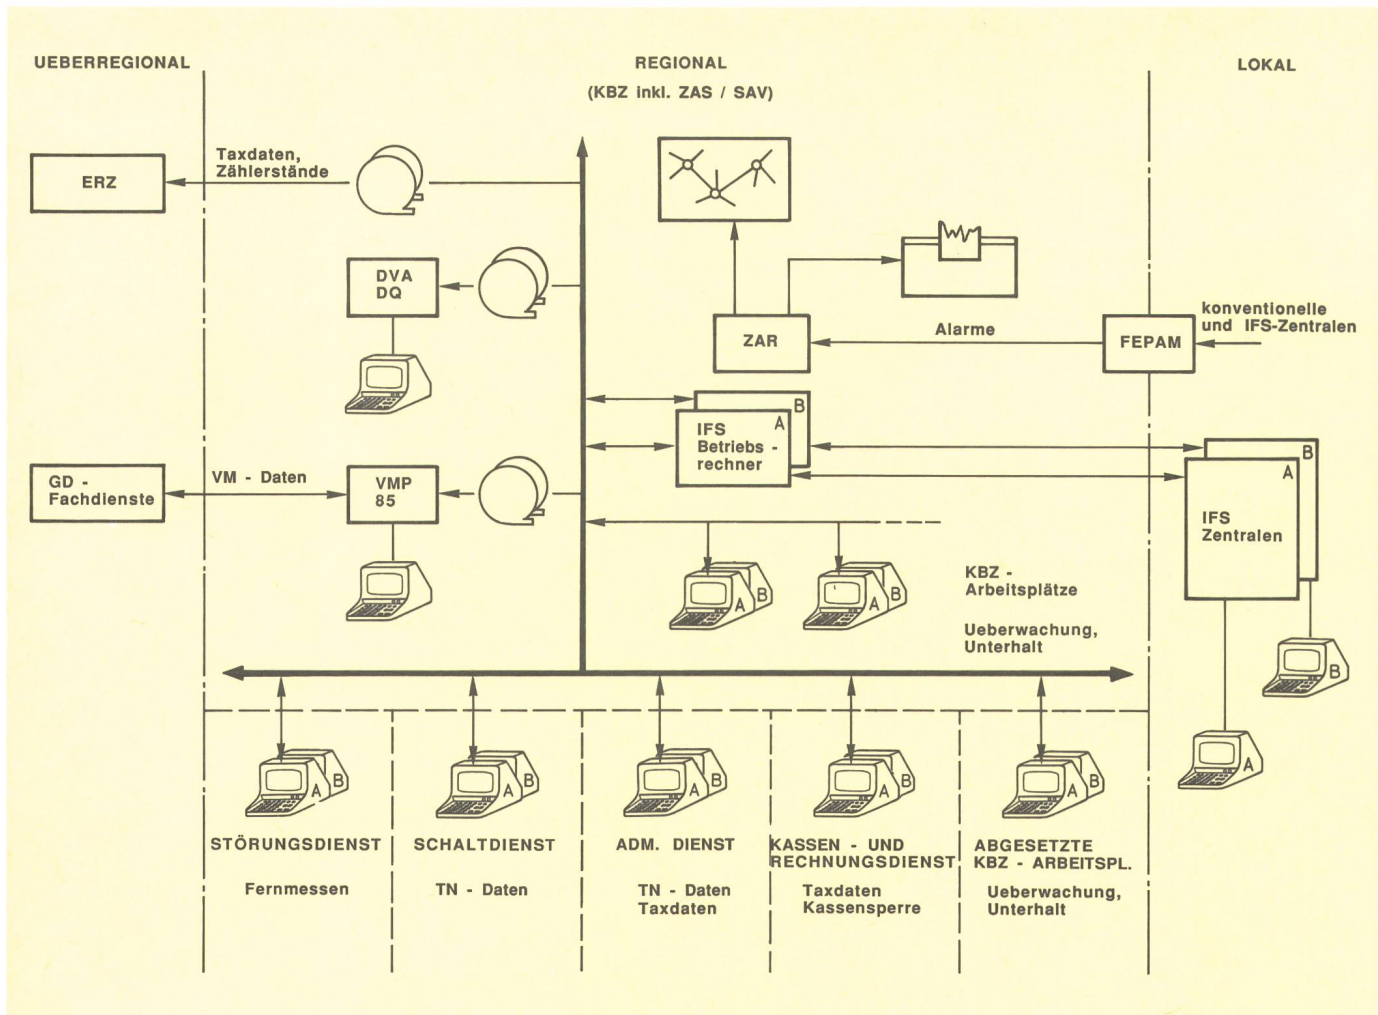 UEBERREGIONAL
REGIONAL
(KBZ inkl. ZAS / SAV)
LOKAL
Taxdaten,
Zählerstände
ERZ
DVA
DQ
ZAR
Alarme
FEPAM
konventionelle
und IFS-Zentralen
B
A
IFS
Betriebs -
rechner
GD -
Fachdienste
VM - Daten
VMP
85
B
A
IFS
Zentralen
A
B
A
B
KBZ -
Arbeitsplätze
Ueberwachung,
Unterhalt
B
A
A
B
A
B
A
B
A
B
A
B
STÖRUNGSDIENST
Fernmessen
SCHALTDIENST
TN - Daten
ADM. DIENST
TN - Daten
Taxdaten
KASSEN - UND
RECHNUNGSDIENST
Taxdaten
Kassensperre
ABGESETZTE
KBZ - ARBEITSPL.
Ueberwachung,
Unterhalt